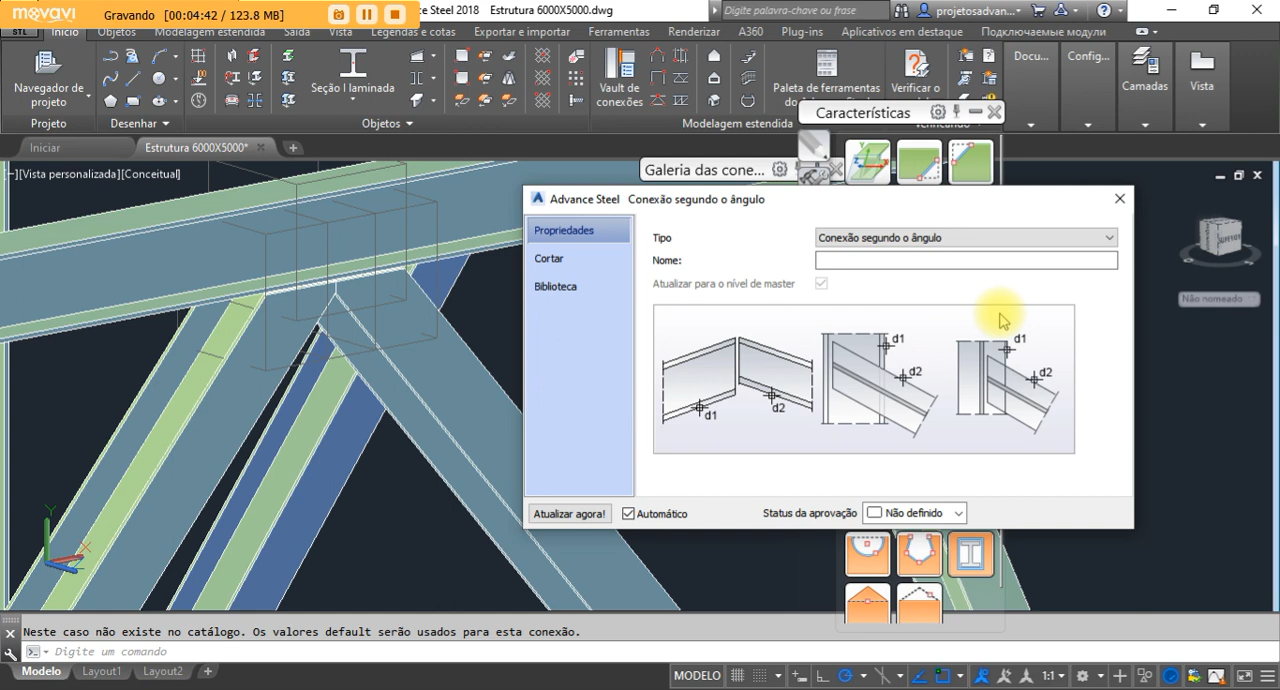 movavi
Gravando [00:04:42 / 123.8 MB]
ce Steel 2018 Estrutura 6000X5000.dwg
Digite palavra-chave ou frase
projetosadvan...
STL
Início
Objetos
Modelagem estendida
Saída
Vista
Legendas e cotas
Exportar e importar
Ferramentas
Renderizar
A360
Plug-ins
Aplicativos em destaque
Подключаемые модули
Navegador de projeto
Projeto
Desenhar
Seção I laminada
Objetos
Vault de conexões
Modelagem estendida
Paleta de ferramentas
Verificar o
Docu...
Config...
Camadas
Vista
Características
Iniciar
Estrutura 6000X5000*
Galeria das cone...
[−][Vista personalizada][Conceitual]
Advance Steel Conexão segundo o ângulo
Propriedades
Cortar
Biblioteca
Tipo
Conexão segundo o ângulo
Nome:
Atualizar para o nível de master
d1
d2
d1
d2
d1
d2
Atualizar agora!
Automático
Status da aprovação
Não definido
Não nomeado
Y
X
Neste caso não existe no catálogo. Os valores default serão usados para esta conexão.
Digite um comando
Modelo
Layout1
Layout2
MODELO
1:1